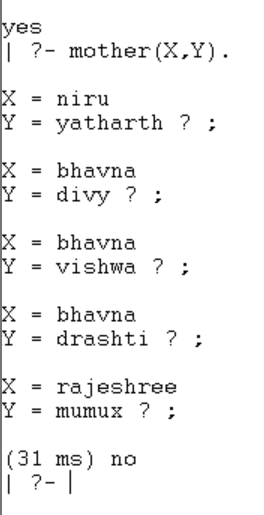 yes
| ?- mother(X,Y).
X = niru
Y = yatharth ? ;
X = bhavna
Y = divy ? ;
X = bhavna
Y = vishwa ? ;
X = bhavna
Y = drashti ? ;
X = rajeshree
Y = mumux ? ;
(31 ms) no
| ?- |